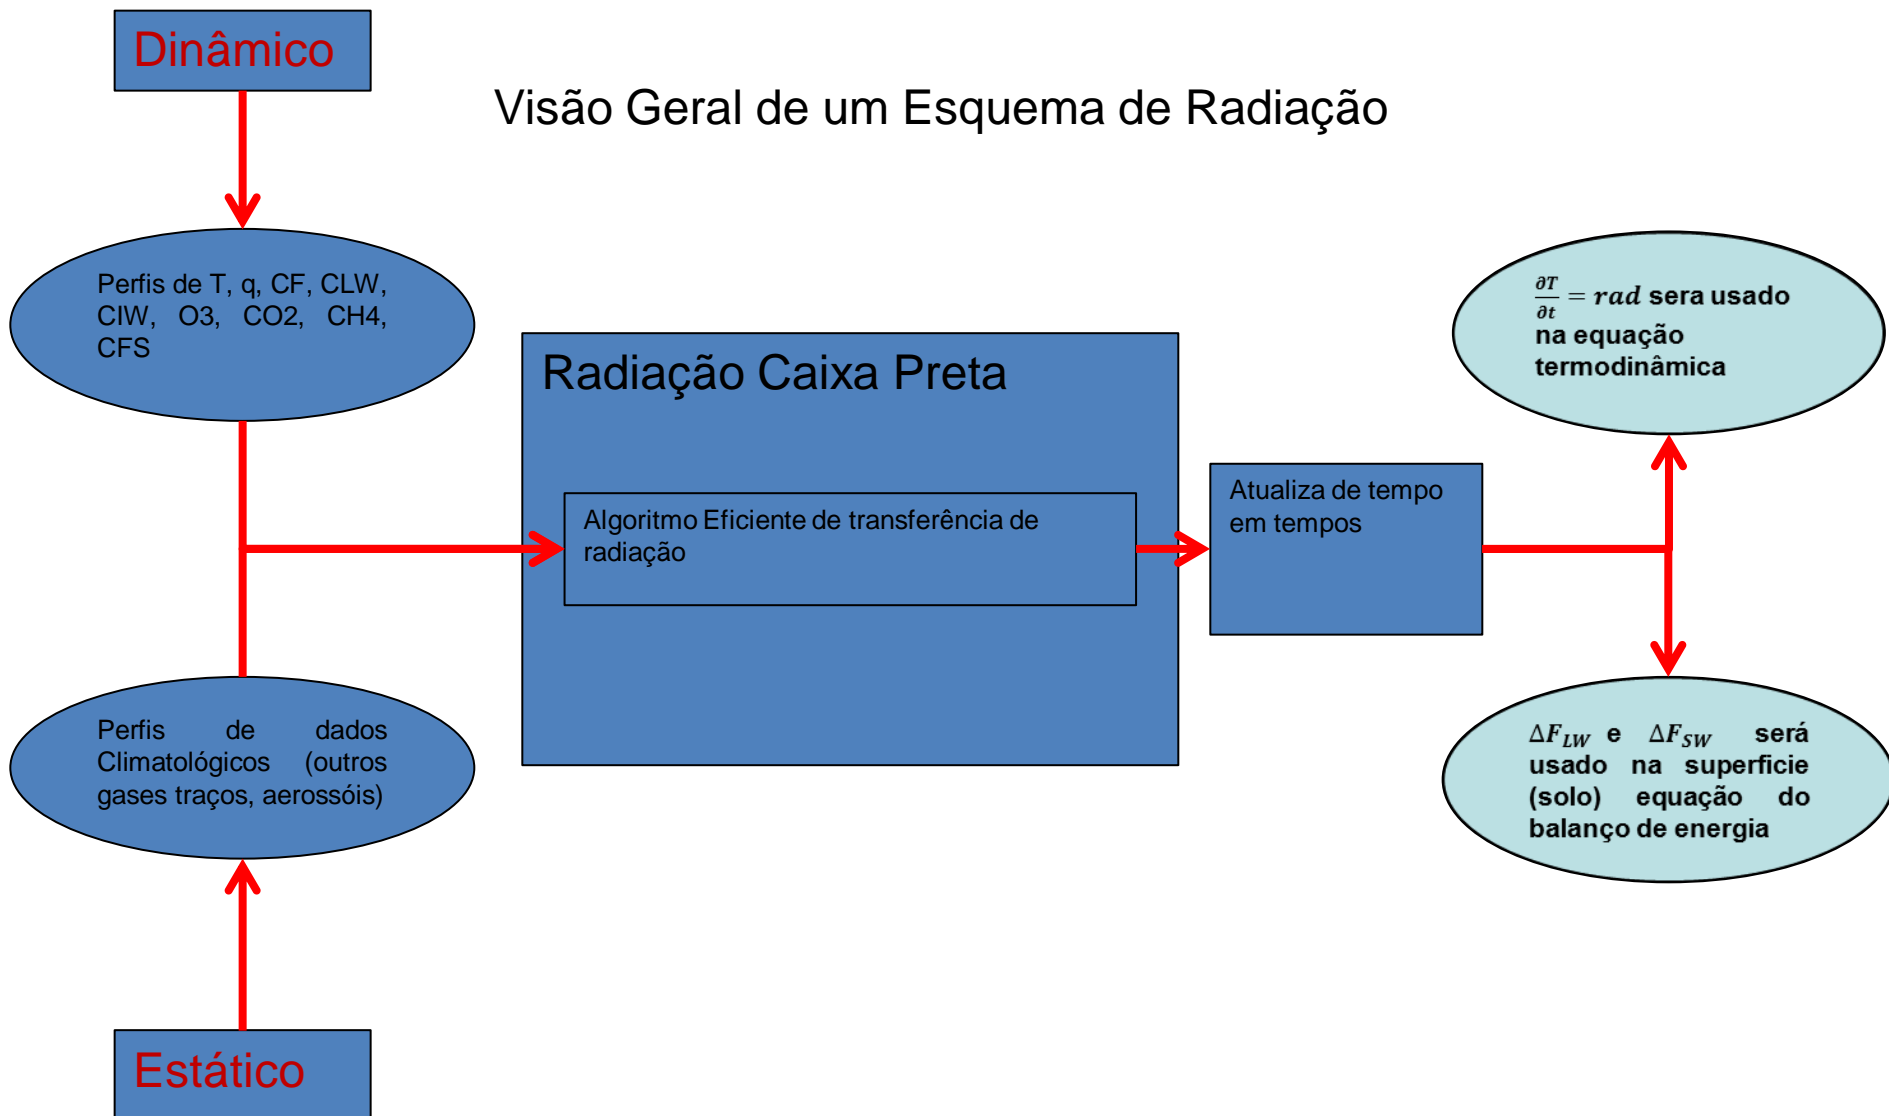 Dinâmico
Visão Geral de um Esquema de Radiação
Perfis de T, q, CF, CLW,
CIW, O3, CO2, CH4,
CFS
Radiação Caixa Preta
Algoritmo Eficiente de transferência de
radiação
Atualiza de tempo
em tempos
∂T/∂t = rad sera usado
na equação
termodinâmica
Perfis de dados
Climatológicos (outros
gases traços, aerossóis)
ΔF_LW e ΔF_SW será
usado na superficie
(solo) equação do
balanço de energia
Estático